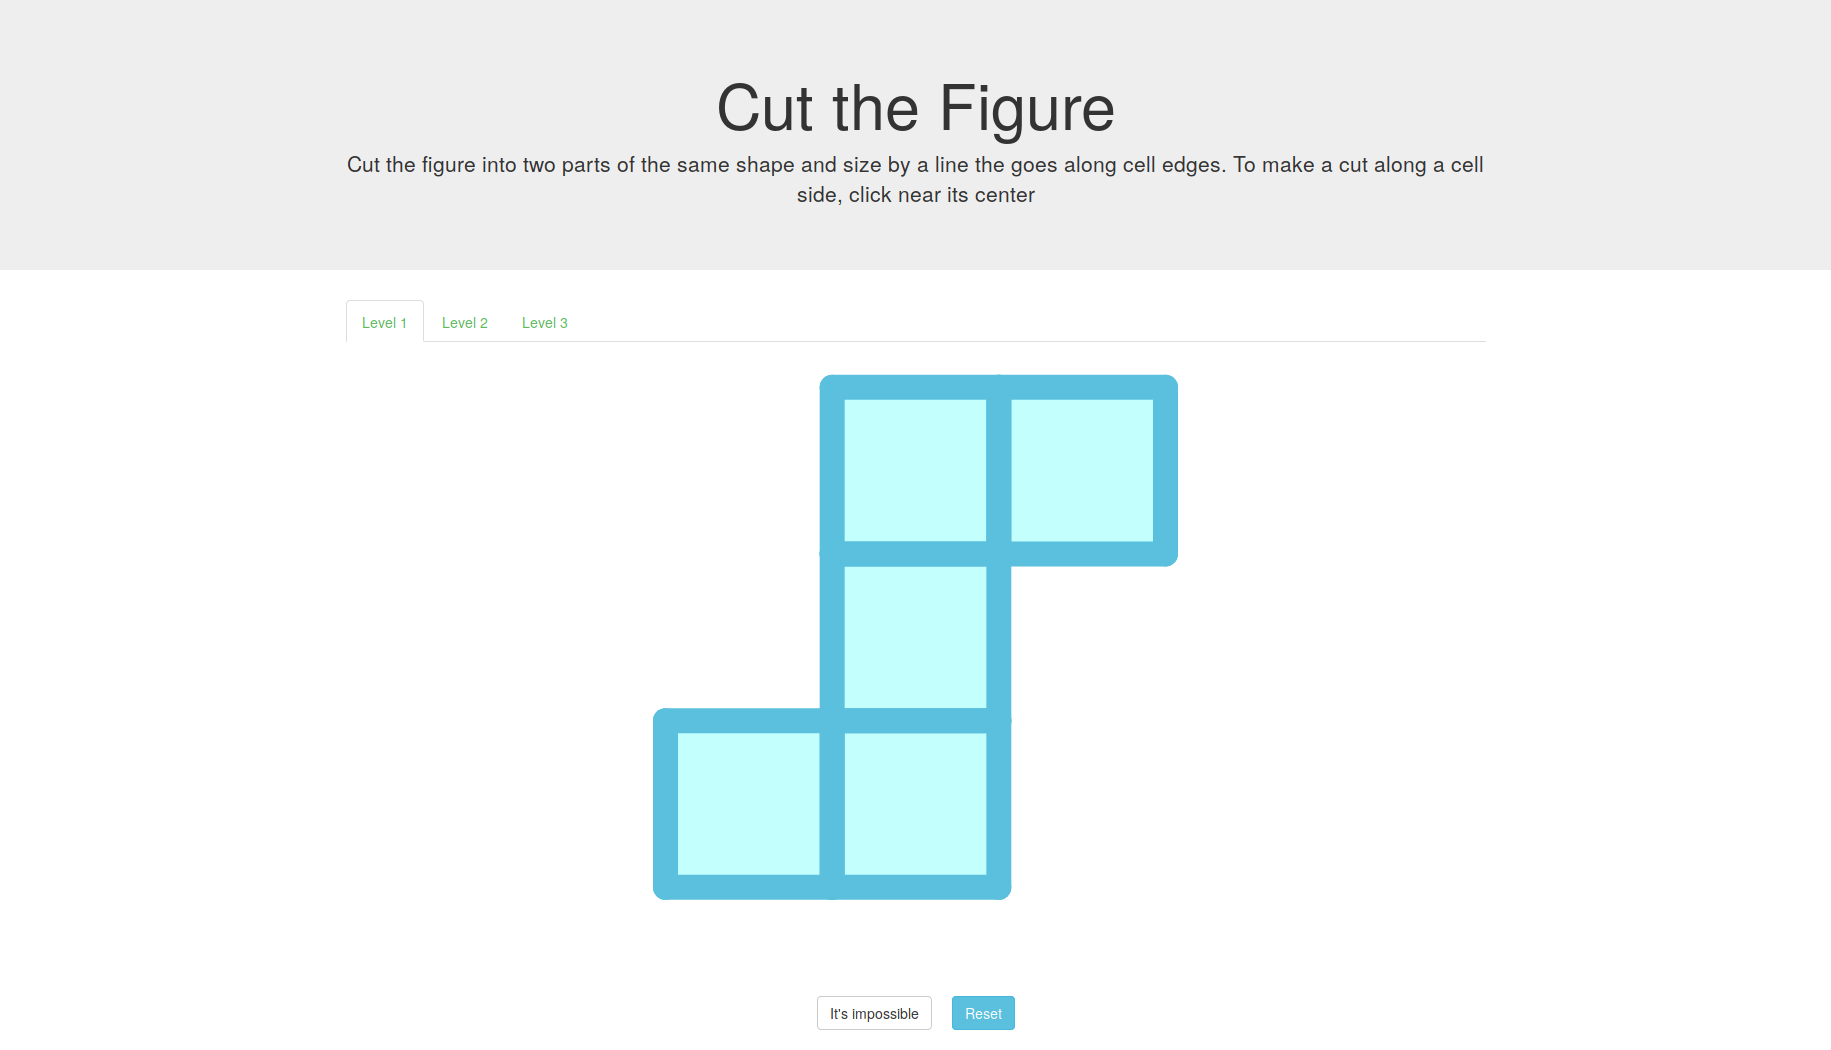 Cut the Figure
Cut the figure into two parts of the same shape and size by a line the goes along cell edges. To make a cut along a cell
side, click near its center
Level 1
Level 2
Level 3
It's impossible
Reset